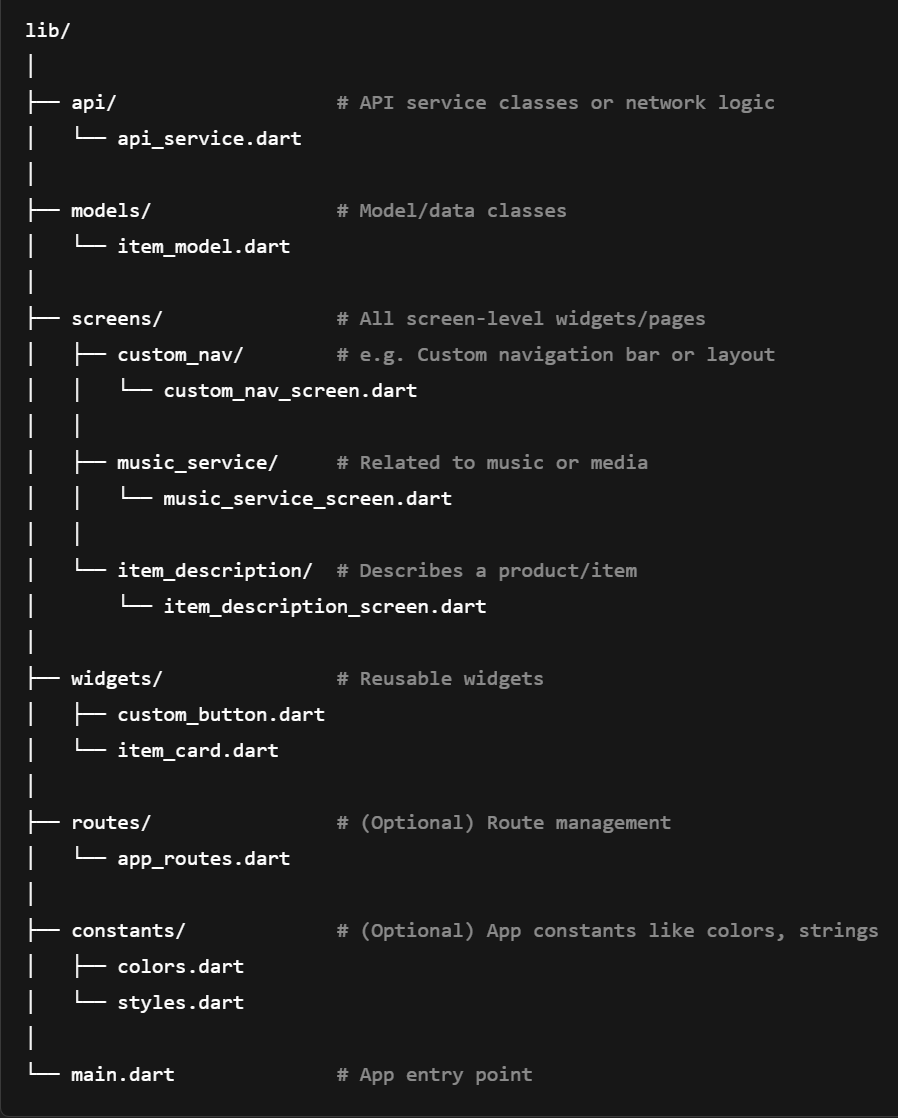 lib/
│
├── api/                   # API service classes or network logic
│   └── api_service.dart
│
├── models/                # Model/data classes
│   └── item_model.dart
│
├── screens/               # All screen-level widgets/pages
│   ├── custom_nav/        # e.g. Custom navigation bar or layout
│   │   └── custom_nav_screen.dart
│   │
│   ├── music_service/     # Related to music or media
│   │   └── music_service_screen.dart
│   │
│   └── item_description/  # Describes a product/item
│       └── item_description_screen.dart
│
├── widgets/               # Reusable widgets
│   ├── custom_button.dart
│   └── item_card.dart
│
├── routes/                # (Optional) Route management
│   └── app_routes.dart
│
├── constants/             # (Optional) App constants like colors, strings
│   ├── colors.dart
│   └── styles.dart
│
└── main.dart              # App entry point